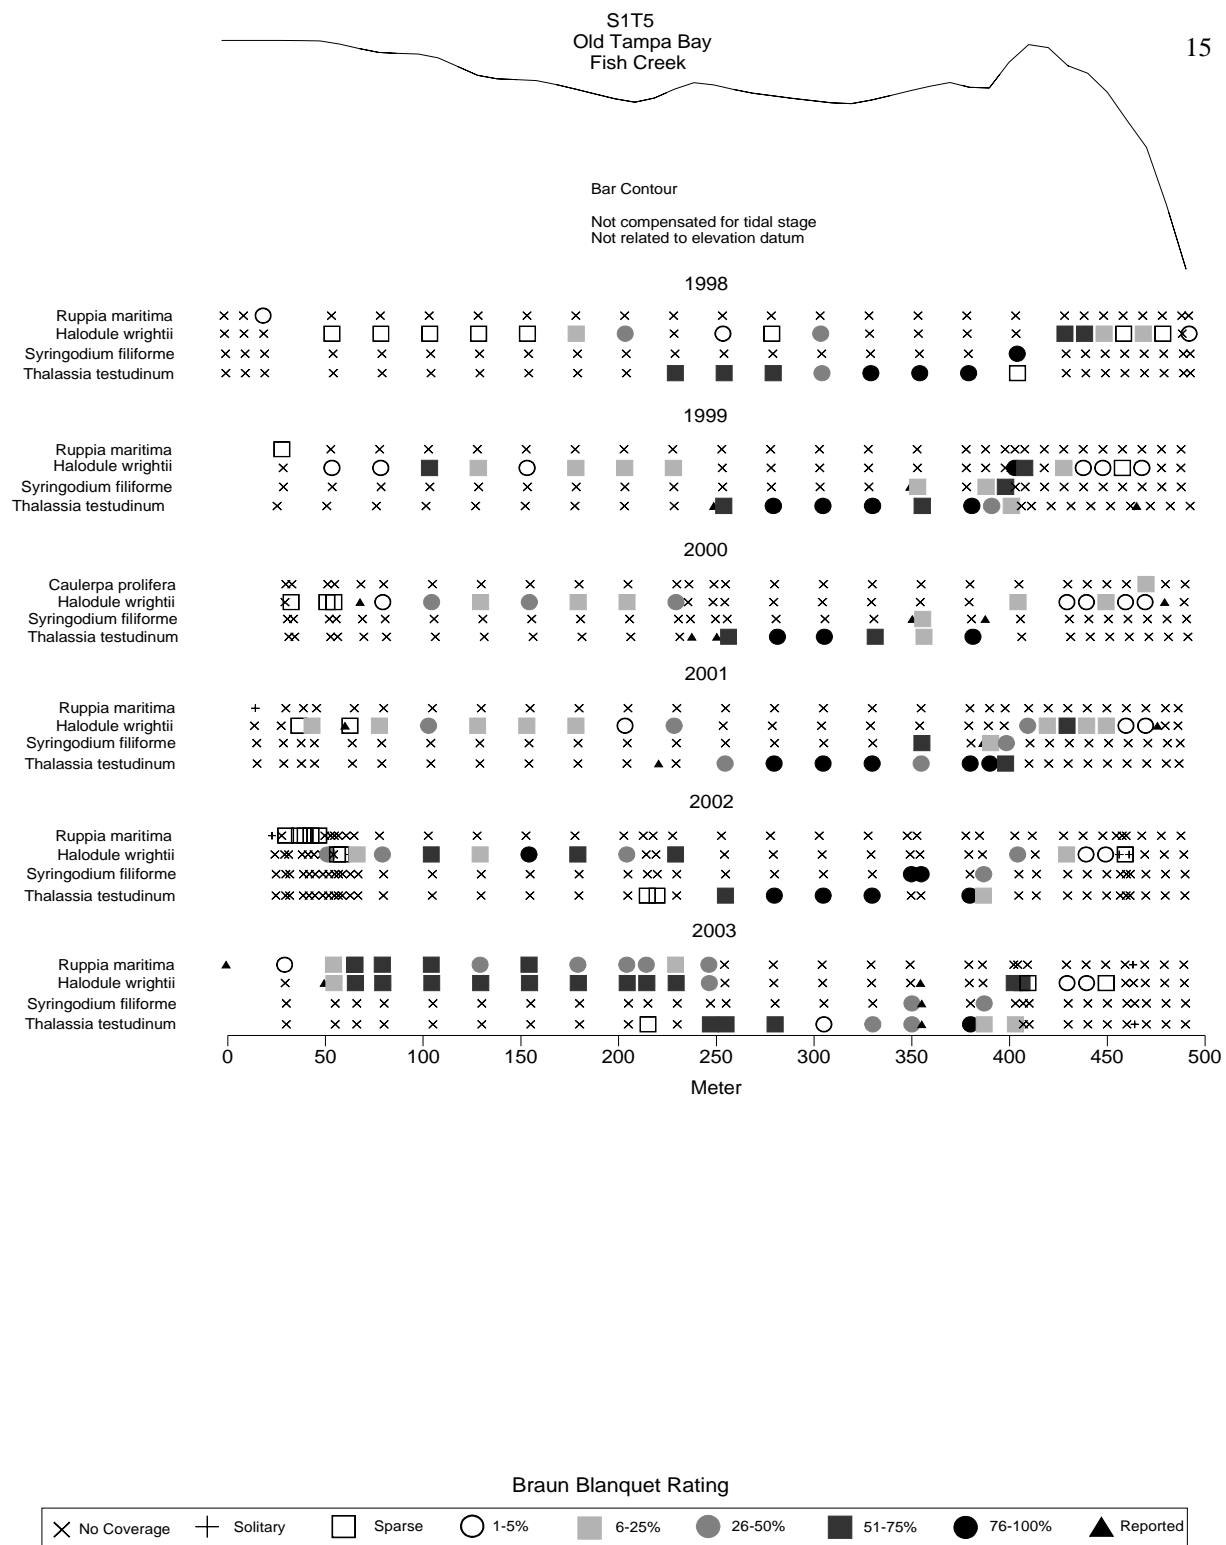 S1T5
Old Tampa Bay
Fish Creek
15
Bar Contour
Not compensated for tidal stage
Not related to elevation datum
1998
Ruppia maritima
Halodule wrightii
Syringodium filiforme
Thalassia testudinum
1999
Ruppia maritima
Halodule wrightii
Syringodium filiforme
Thalassia testudinum
2000
Caulerpa prolifera
Halodule wrightii
Syringodium filiforme
Thalassia testudinum
2001
Ruppia maritima
Halodule wrightii
Syringodium filiforme
Thalassia testudinum
2002
Ruppia maritima
Halodule wrightii
Syringodium filiforme
Thalassia testudinum
2003
Ruppia maritima
Halodule wrightii
Syringodium filiforme
Thalassia testudinum
0 50 100 150 200 250 300 350 400 450 500
Meter
Braun Blanquet Rating
No Coverage Solitary Sparse 1-5% 6-25% 26-50% 51-75% 76-100% Reported